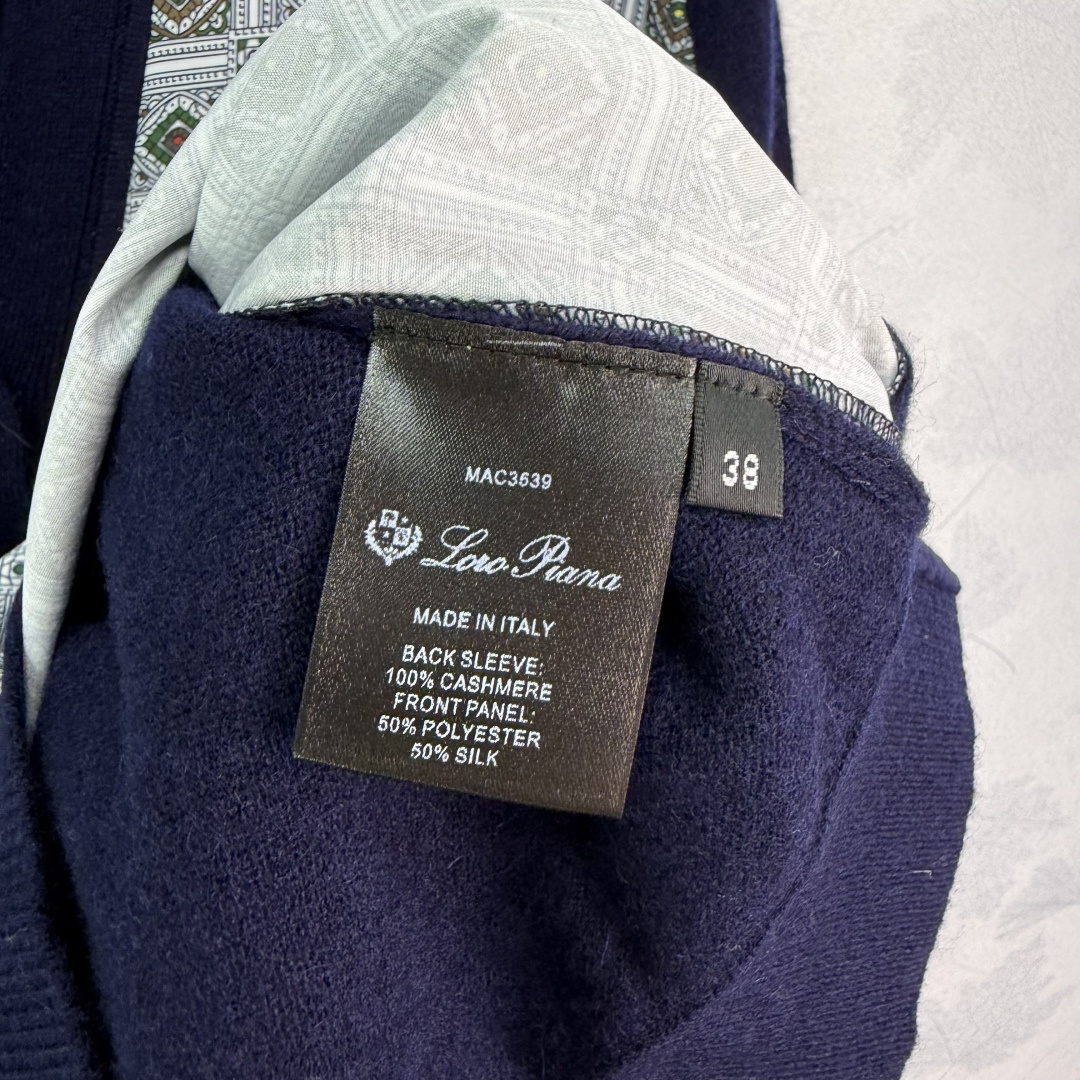 MAC3639
Loro Piana
MADE IN ITALY
BACK SLEEVE:
100% CASHMERE
FRONT PANEL:
50% POLYESTER
50% SILK
38